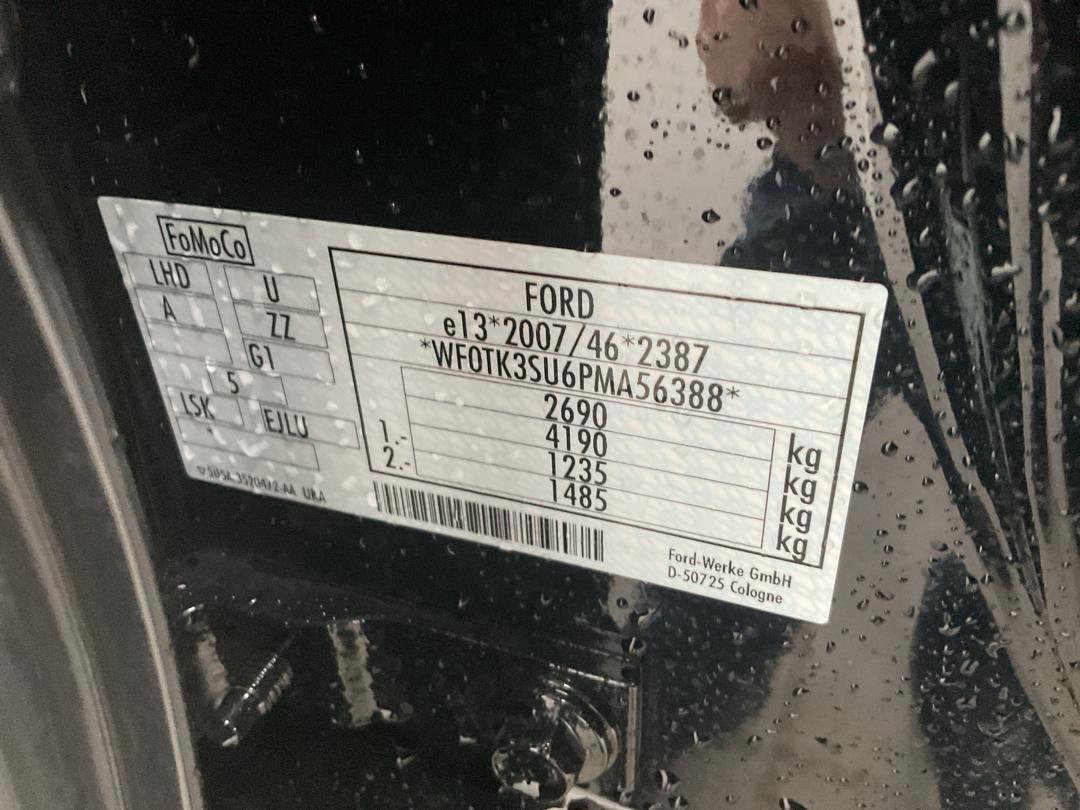 FoMoCo
LHD U
A ZZ
G1
5
LSK EJLU
FORD
e13*2007/46*2387
*WF0TK3SU6PMA56388*
2690 kg
4190 kg
1.- 1235 kg
2.- 1485 kg
Ford-Werke GmbH
D-50725 Cologne